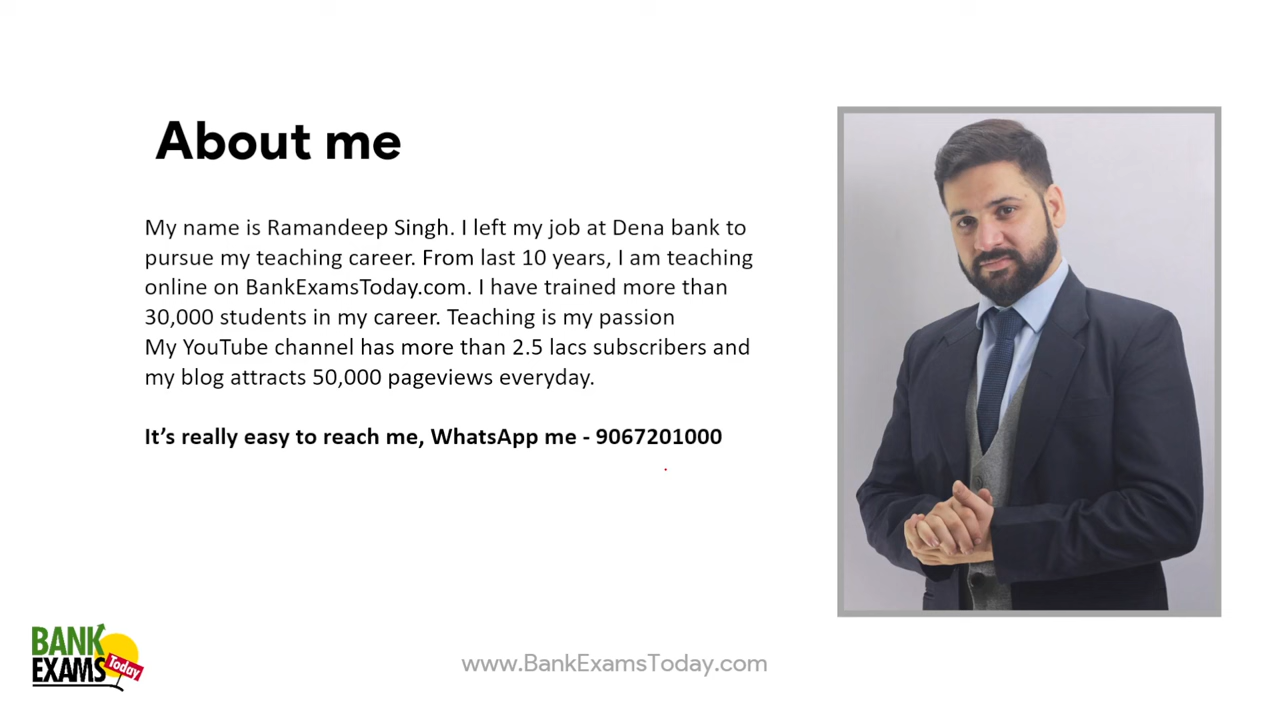 About me
My name is Ramandeep Singh. I left my job at Dena bank to
pursue my teaching career. From last 10 years, I am teaching
online on BankExamsToday.com. I have trained more than
30,000 students in my career. Teaching is my passion
My YouTube channel has more than 2.5 lacs subscribers and
my blog attracts 50,000 pageviews everyday.
It’s really easy to reach me, WhatsApp me - 9067201000
BANK
EXAMS
Today
www.BankExamsToday.com